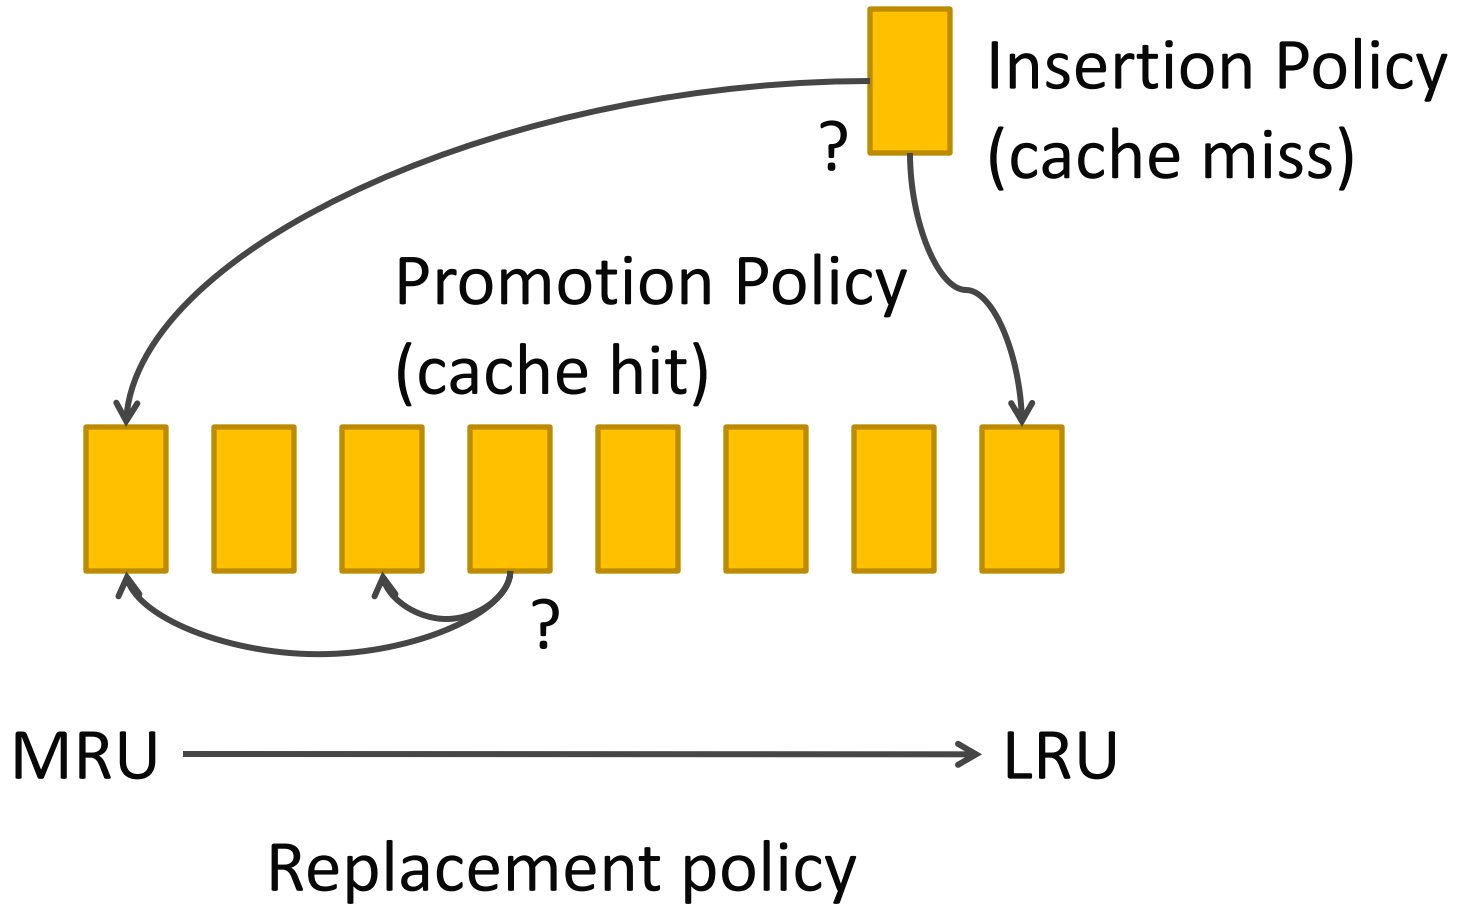 Insertion Policy
(cache miss)
?
Promotion Policy
(cache hit)
?
MRU
LRU
Replacement policy